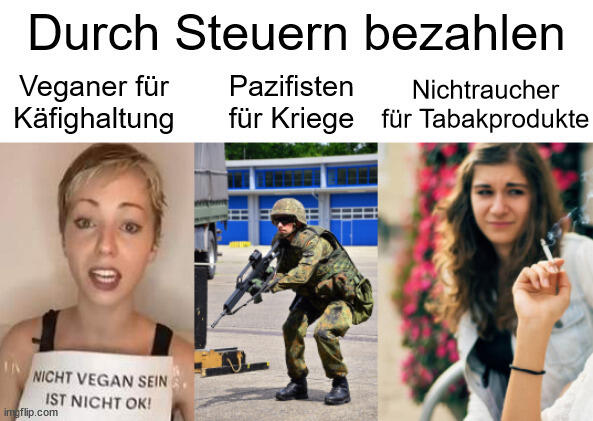 Durch Steuern bezahlen
Veganer für
Käfighaltung
Pazifisten
für Kriege
Nichtraucher
für Tabakprodukte
NICHT VEGAN SEIN
IST NICHT OK!
imgflip.com